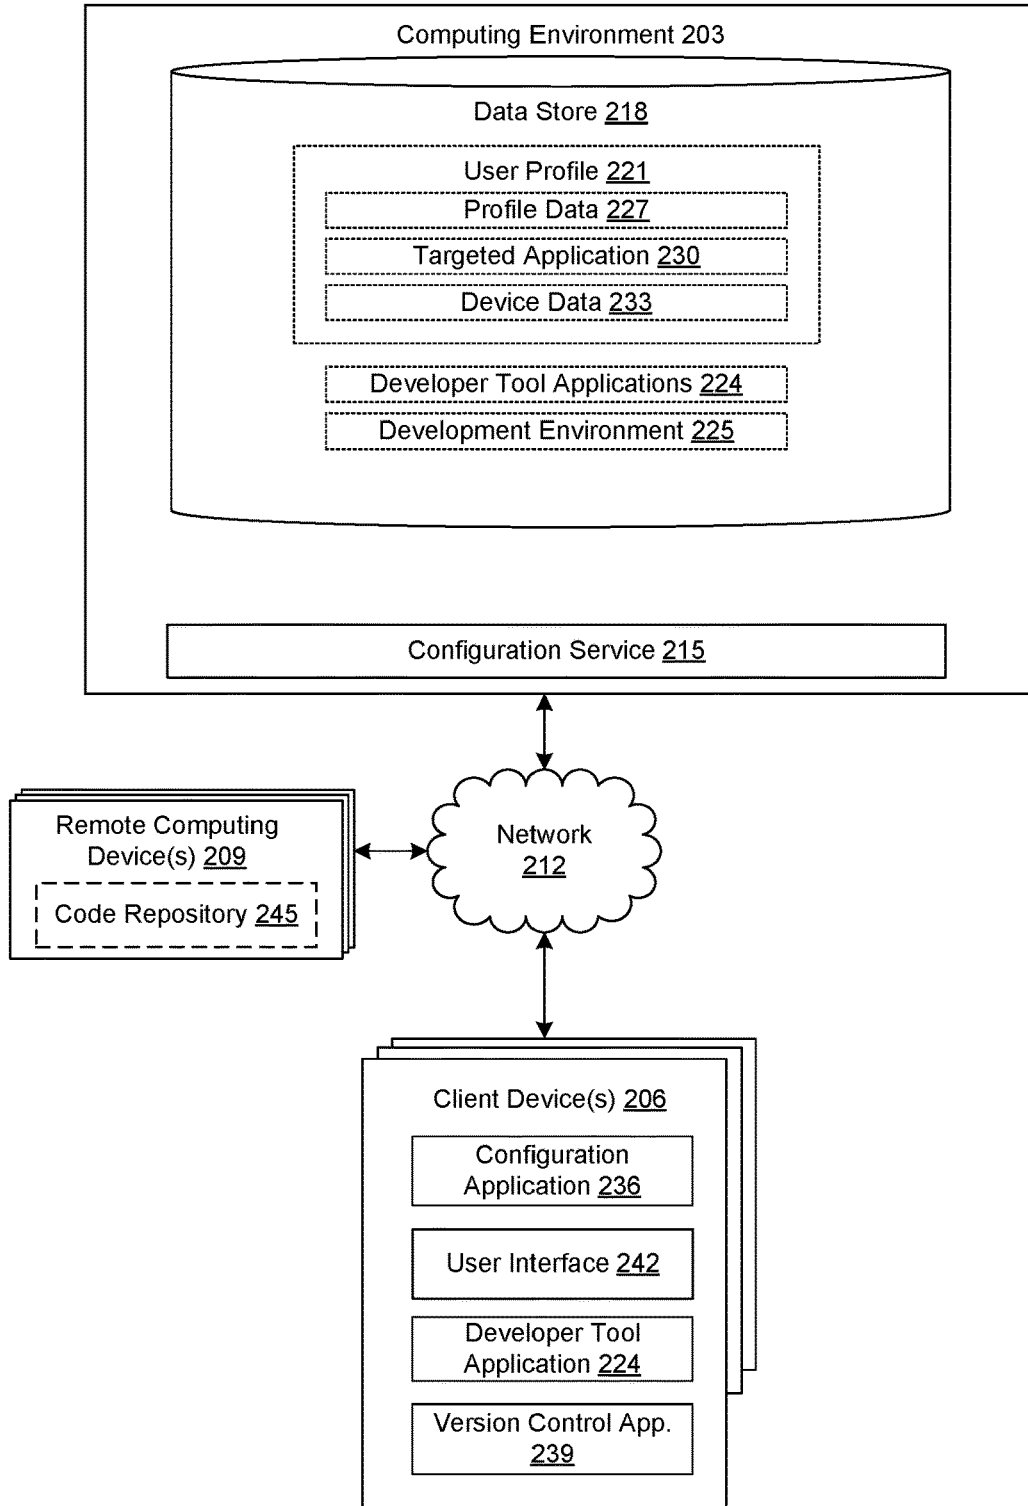 Computing Environment 203
Data Store 218
User Profile 221
Profile Data 227
Targeted Application 230
Device Data 233
Developer Tool Applications 224
Development Environment 225
Configuration Service 215
Remote Computing
Device(s) 209
Code Repository 245
Network
212
Client Device(s) 206
Configuration
Application 236
User Interface 242
Developer Tool
Application 224
Version Control App.
239